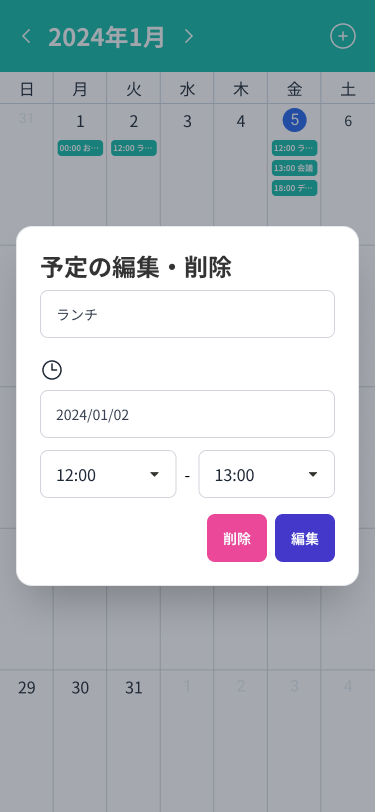 2024年1月
日 月 火 水 木 金 土
31 1 2 3 4 5 6
00:00 お… 12:00 ラ… 12:00 ラ…
13:00 会議
18:00 デ…
予定の編集・削除
ランチ
2024/01/02
12:00 - 13:00
削除 編集
29 30 31 1 2 3 4